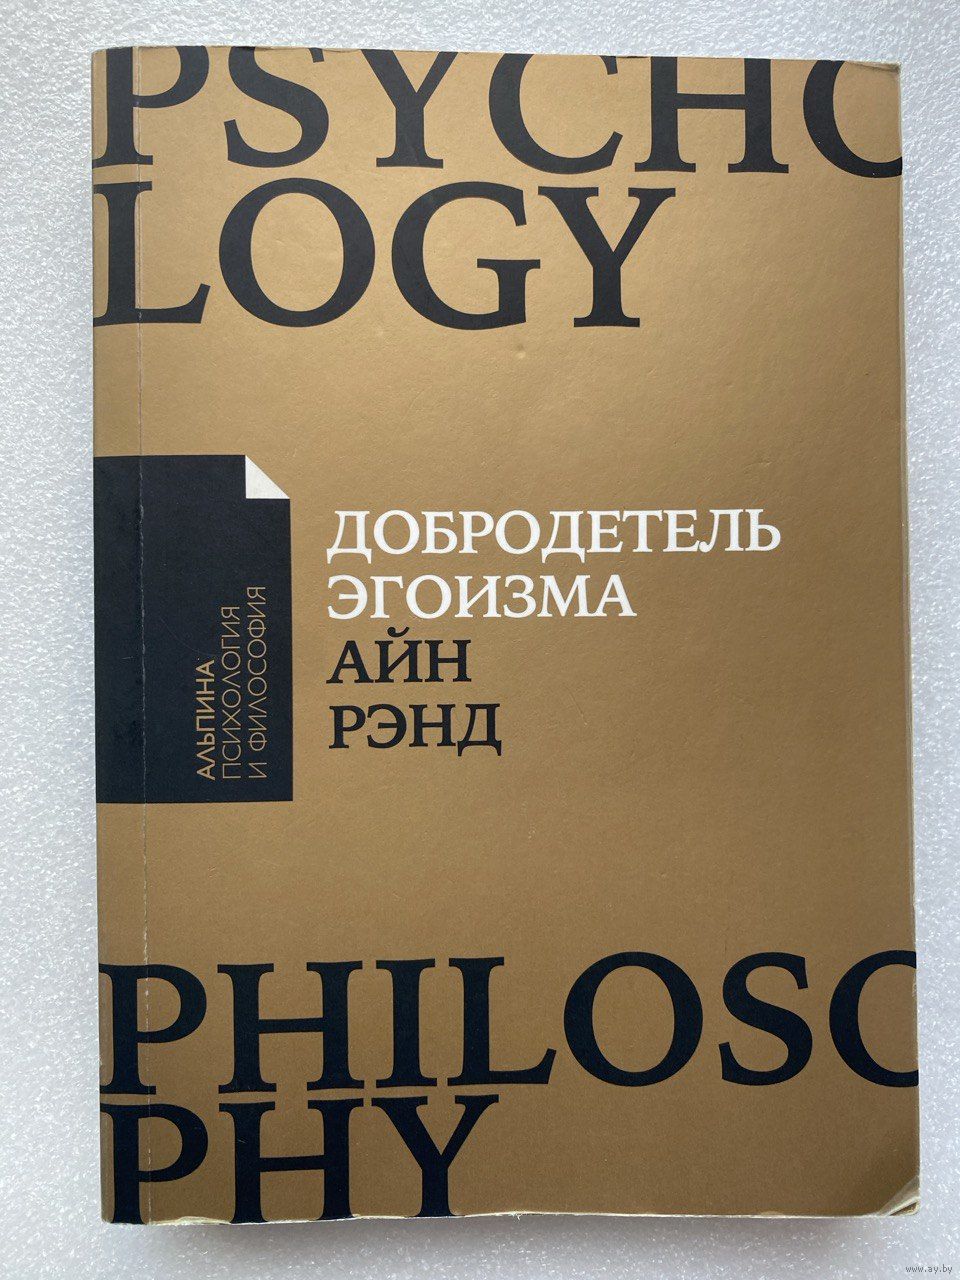 PSYCHO
LOGY
ДОБРОДЕТЕЛЬ
ЭГОИЗМА
АЙН
РЭНД
АЛЬПИНА
ПСИХОЛОГИЯ
И ФИЛОСОФИЯ
PHILOSO
PHY
www.ay.by